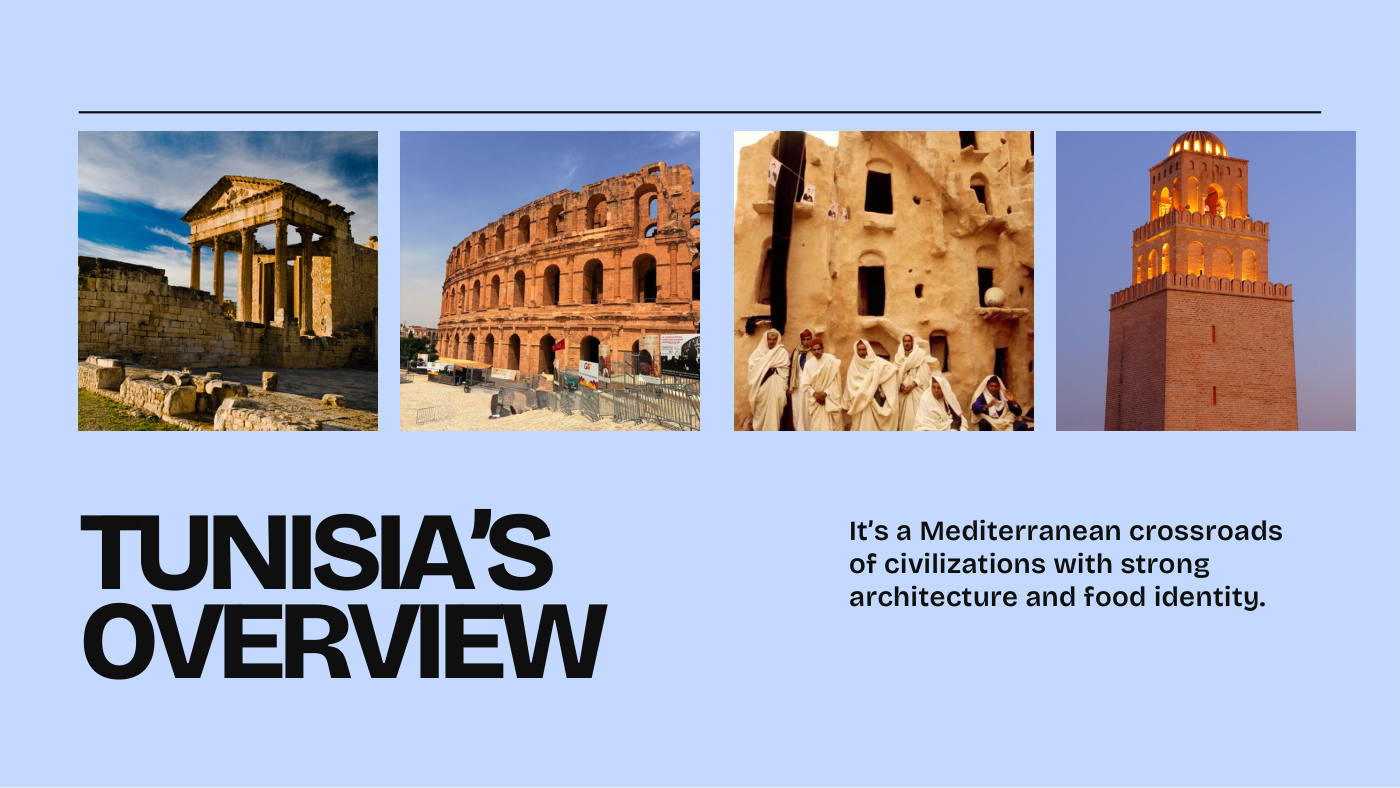 TUNISIA’S
OVERVIEW
It’s a Mediterranean crossroads
of civilizations with strong
architecture and food identity.